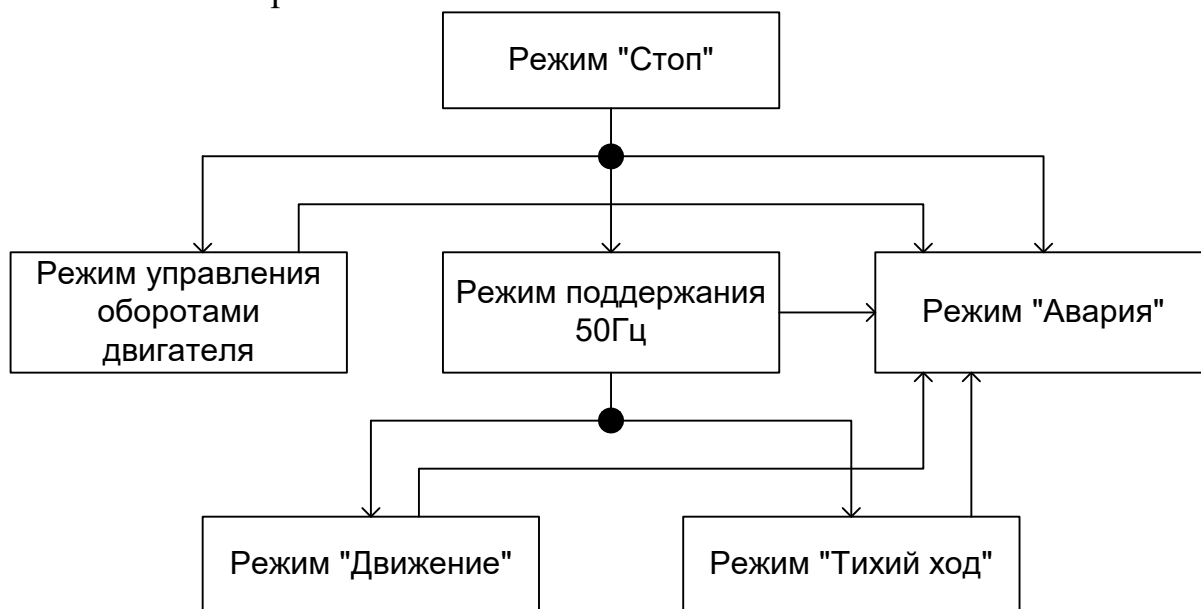 Режим "Стоп"
Режим управления
оборотами
двигателя
Режим поддержания
50Гц
Режим "Авария"
Режим "Движение"
Режим "Тихий ход"